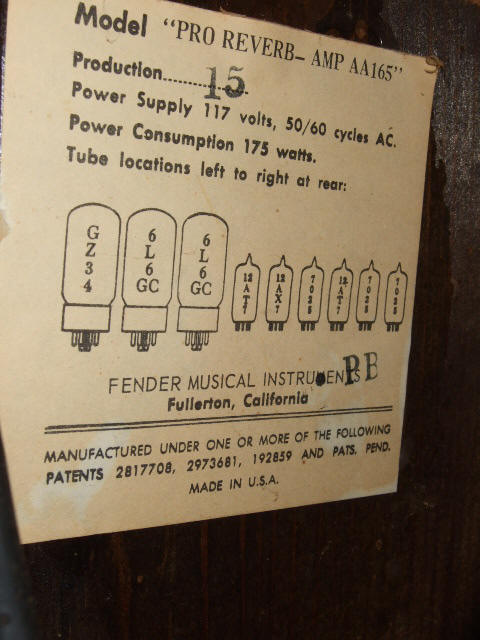 Model "PRO REVERB- AMP AA165"
Production............15
Power Supply 117 volts, 50/60 cycles AC.
Power Consumption 175 watts.
Tube locations left to right at rear:
GZ34 6L6GC 6L6GC 12AT7 12AX7 7025 12AT7 7025 7025
FENDER MUSICAL INSTRUMENTS PB
Fullerton, California
MANUFACTURED UNDER ONE OR MORE OF THE FOLLOWING
PATENTS 2817708, 2973681, 192859 AND PATS. PEND.
MADE IN U.S.A.